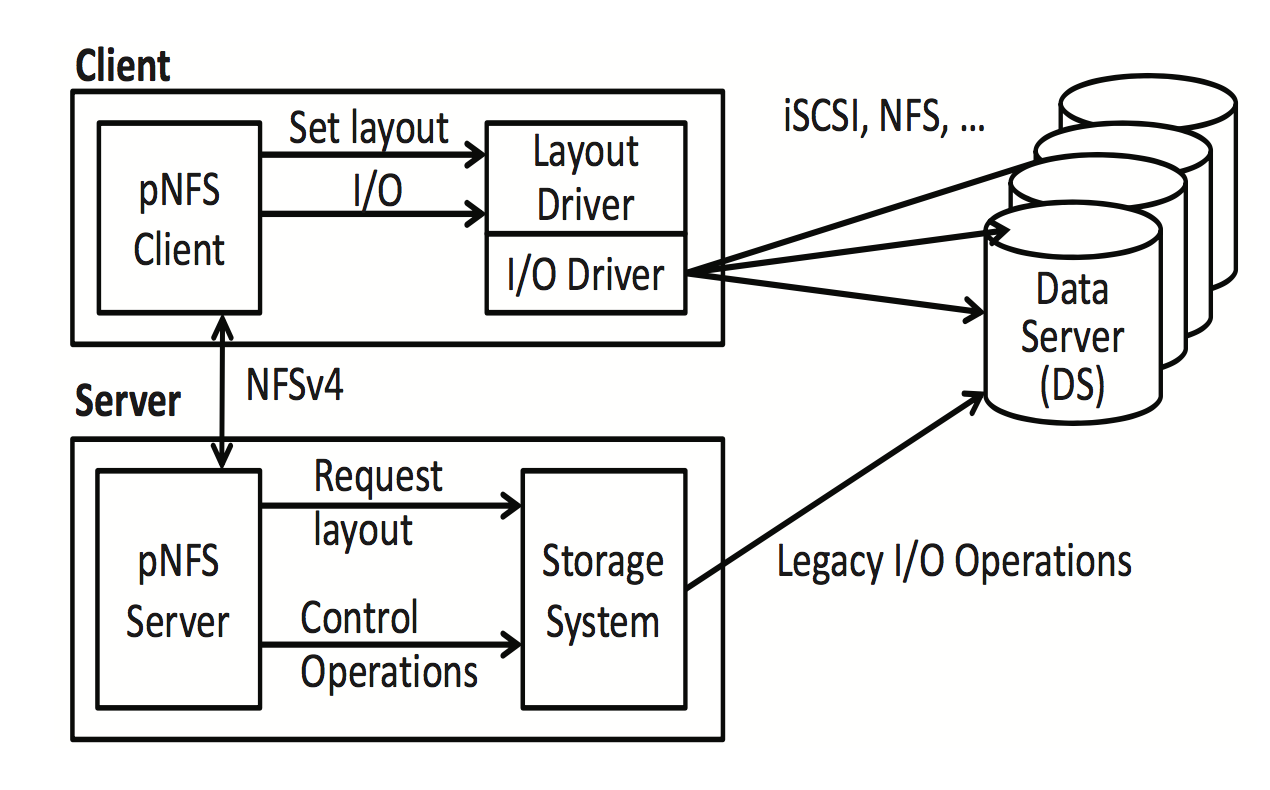 Client
pNFS
Client
Set layout
I/O
Layout
Driver
I/O Driver
iSCSI, NFS, ...
Data
Server
(DS)
NFSv4
Server
pNFS
Server
Request
layout
Control
Operations
Storage
System
Legacy I/O Operations